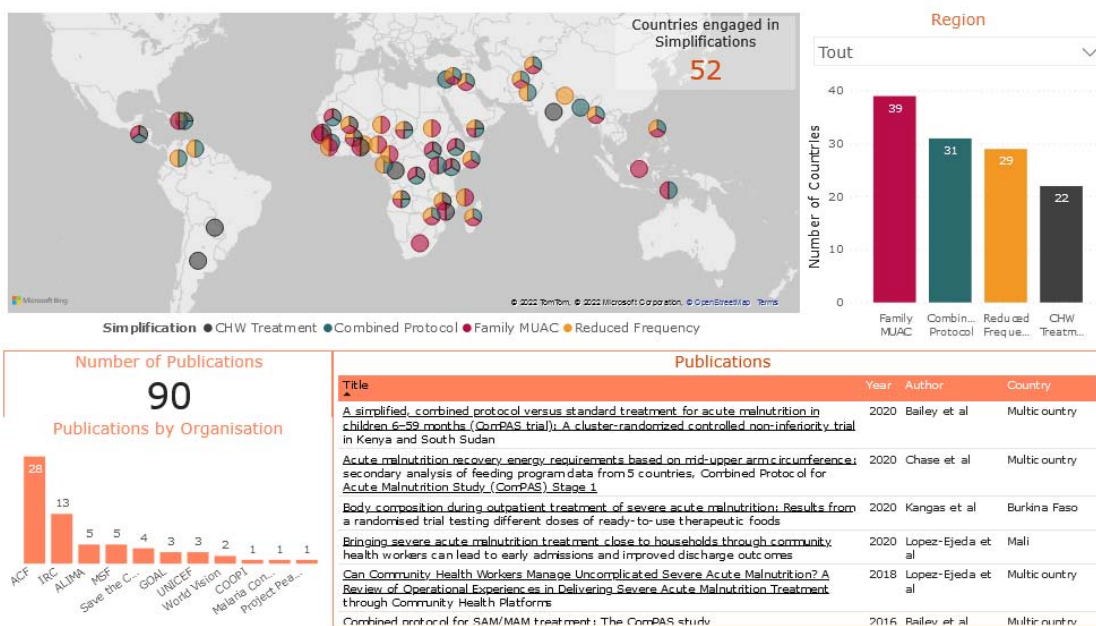 Countries engaged in
Simplifications
52
Microsoft Bing
© 2022 TomTom, © 2022 Microsoft Corporation, © OpenStreetMap Terms
Simplification CHW Treatment Combined Protocol Family MUAC Reduced Frequency
Region
Tout
Number of Countries
40
30
20
10
0
39
31
29
22
Family
MUAC
Combin...
Protocol
Reduced
Freque...
CHW
Treatm...
Number of Publications
90
Publications by Organisation
28
13
5
5
4
3
3
2
1
1
1
ACF
IRC
ALIMA
MSF
Save the C...
GOAL
UNICEF
World Vision
COOPI
Malaria Con...
Project Pea...
Publications
Title Year Author Country
A simplified, combined protocol versus standard treatment for acute malnutrition in 2020 Bailey et al Multicountry
children 6–59 months (ComPAS trial): A cluster-randomized controlled non-inferiority trial
in Kenya and South Sudan
Acute malnutrition recovery energy requirements based on mid-upper arm circumference: 2020 Chase et al Multicountry
secondary analysis of feeding program data from 5 countries, Combined Protocol for
Acute Malnutrition Study (ComPAS) Stage 1
Body composition during outpatient treatment of severe acute malnutrition: Results from 2020 Kangas et al Burkina Faso
a randomised trial testing different doses of ready-to-use therapeutic foods
Bringing severe acute malnutrition treatment close to households through community 2020 Lopez-Ejeda et Mali
health workers can lead to early admissions and improved discharge outcomes al
Can Community Health Workers Manage Uncomplicated Severe Acute Malnutrition? A 2018 Lopez-Ejeda et Multicountry
Review of Operational Experiences in Delivering Severe Acute Malnutrition Treatment al
through Community Health Platforms
Combined protocol for SAM/MAM treatment: The ComPAS study 2016 Bailey et al Multicountry